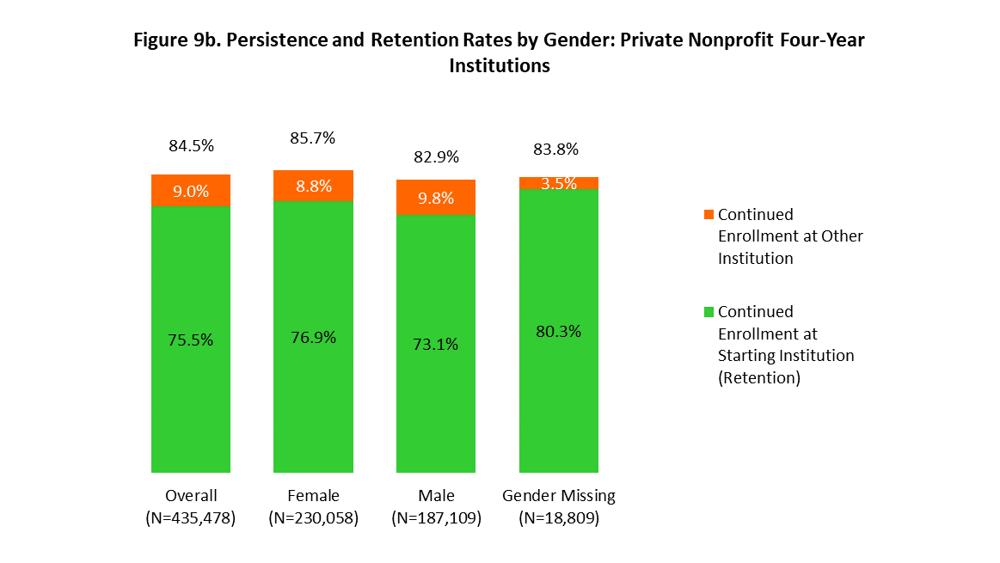 Figure 9b. Persistence and Retention Rates by Gender: Private Nonprofit Four-Year
Institutions
84.5%
85.7%
82.9%
83.8%
9.0%
8.8%
9.8%
3.5%
75.5%
76.9%
73.1%
80.3%
Overall
(N=435,478)
Female
(N=230,058)
Male
(N=187,109)
Gender Missing
(N=18,809)
Continued
Enrollment at Other
Institution
Continued
Enrollment at
Starting Institution
(Retention)